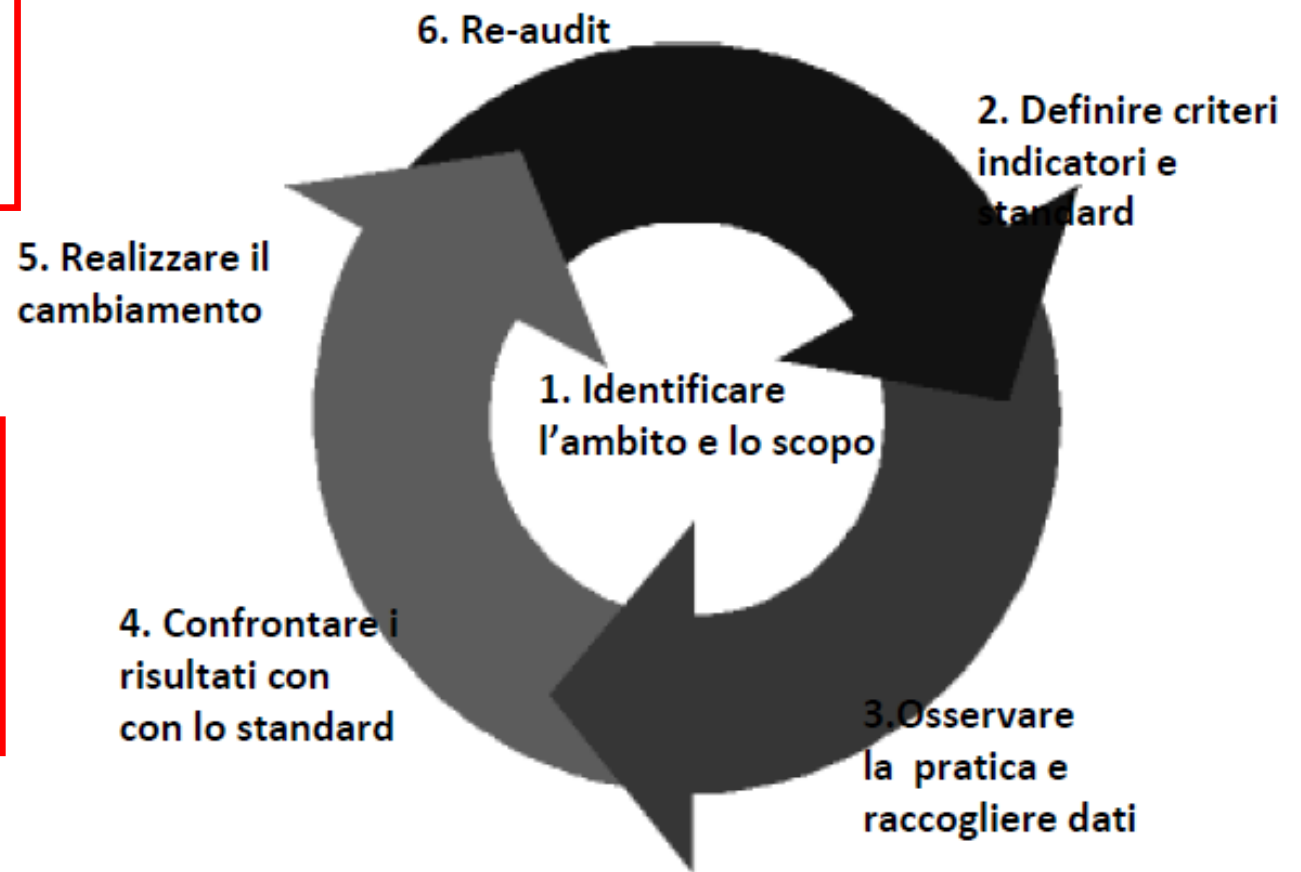 6. Re-audit
2. Definire criteri
indicatori e
standard
5. Realizzare il
cambiamento
1. Identificare
l’ambito e lo scopo
4. Confrontare i
risultati con
con lo standard
3.Osservare
la pratica e
raccogliere dati